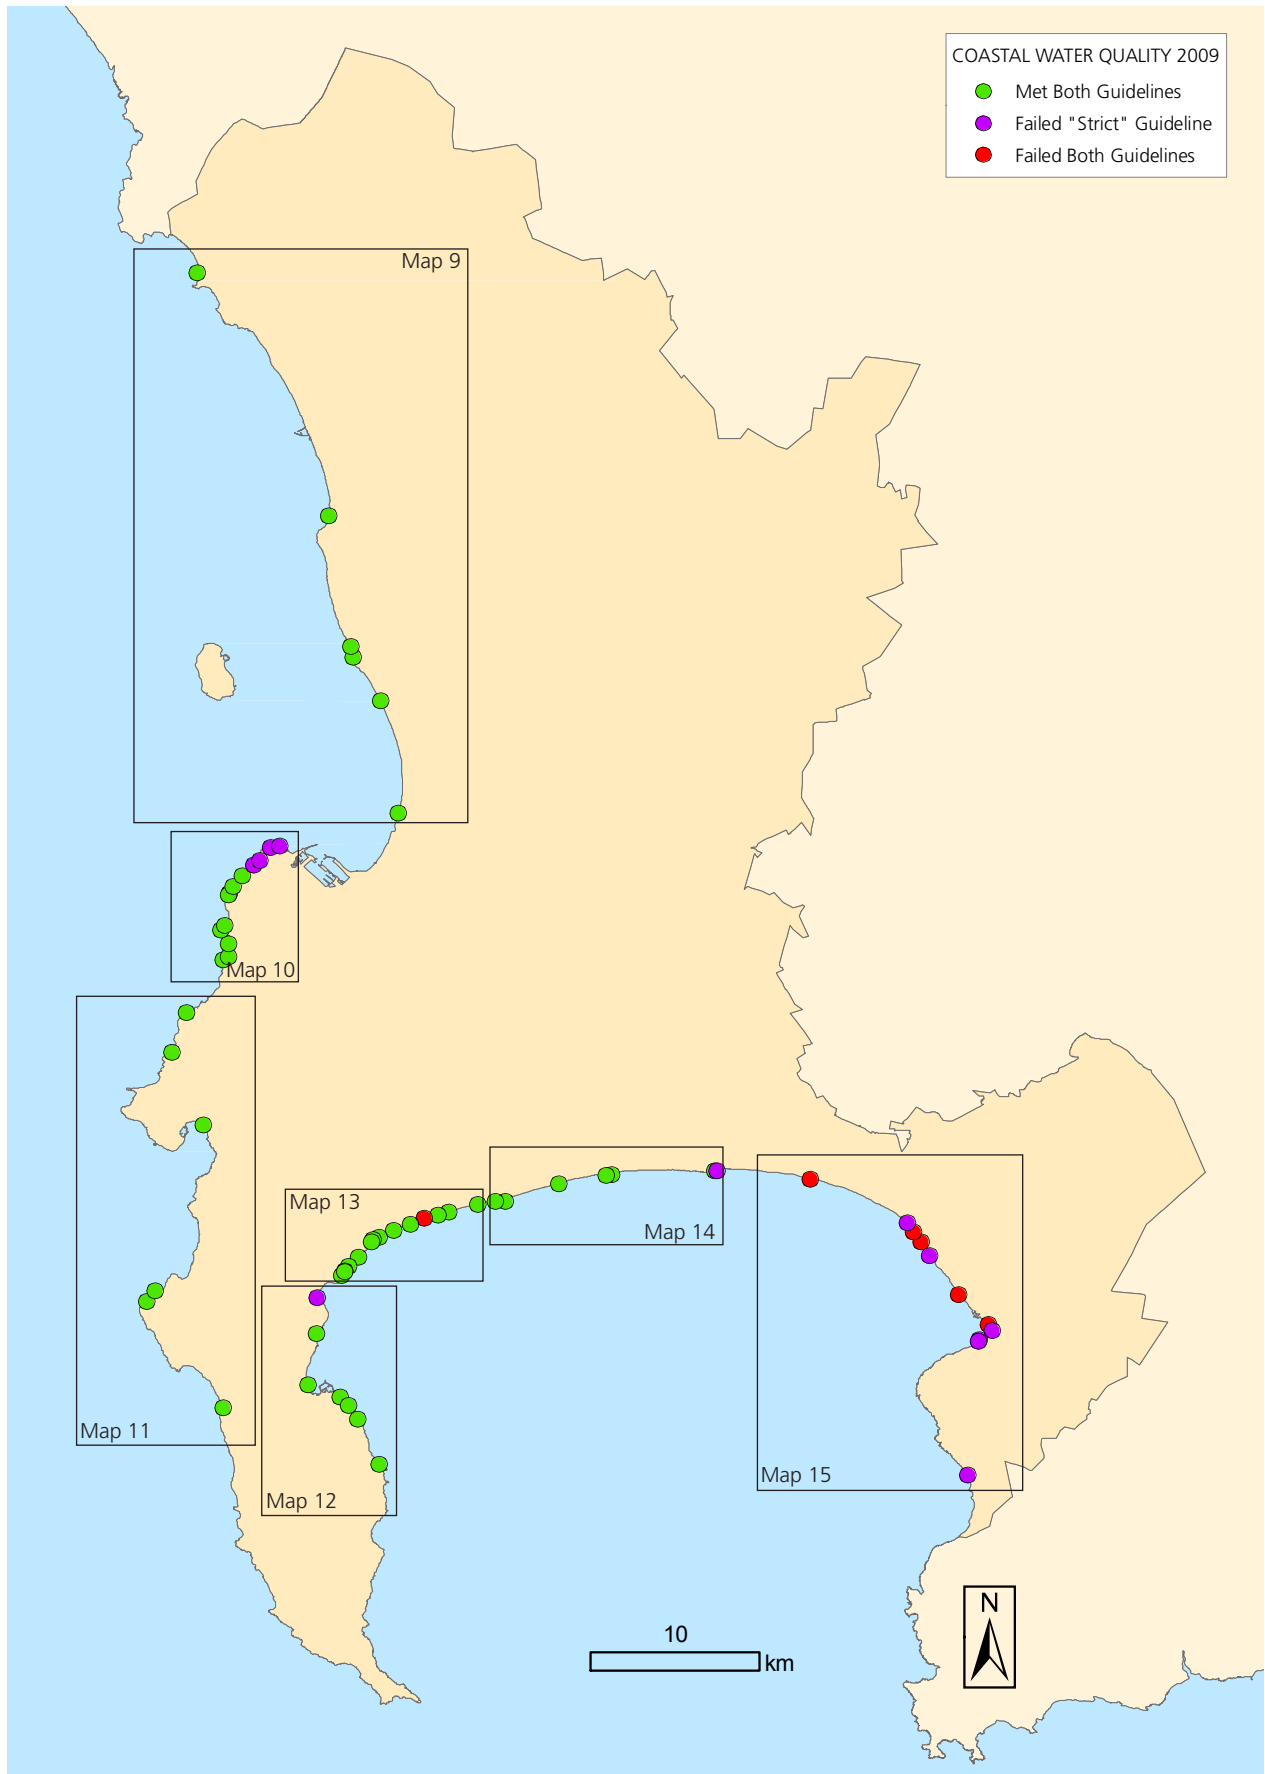 COASTAL WATER QUALITY 2009
Met Both Guidelines
Failed "Strict" Guideline
Failed Both Guidelines
Map 9
Map 10
Map 13
Map 14
Map 11
Map 12
Map 15
N
10
km